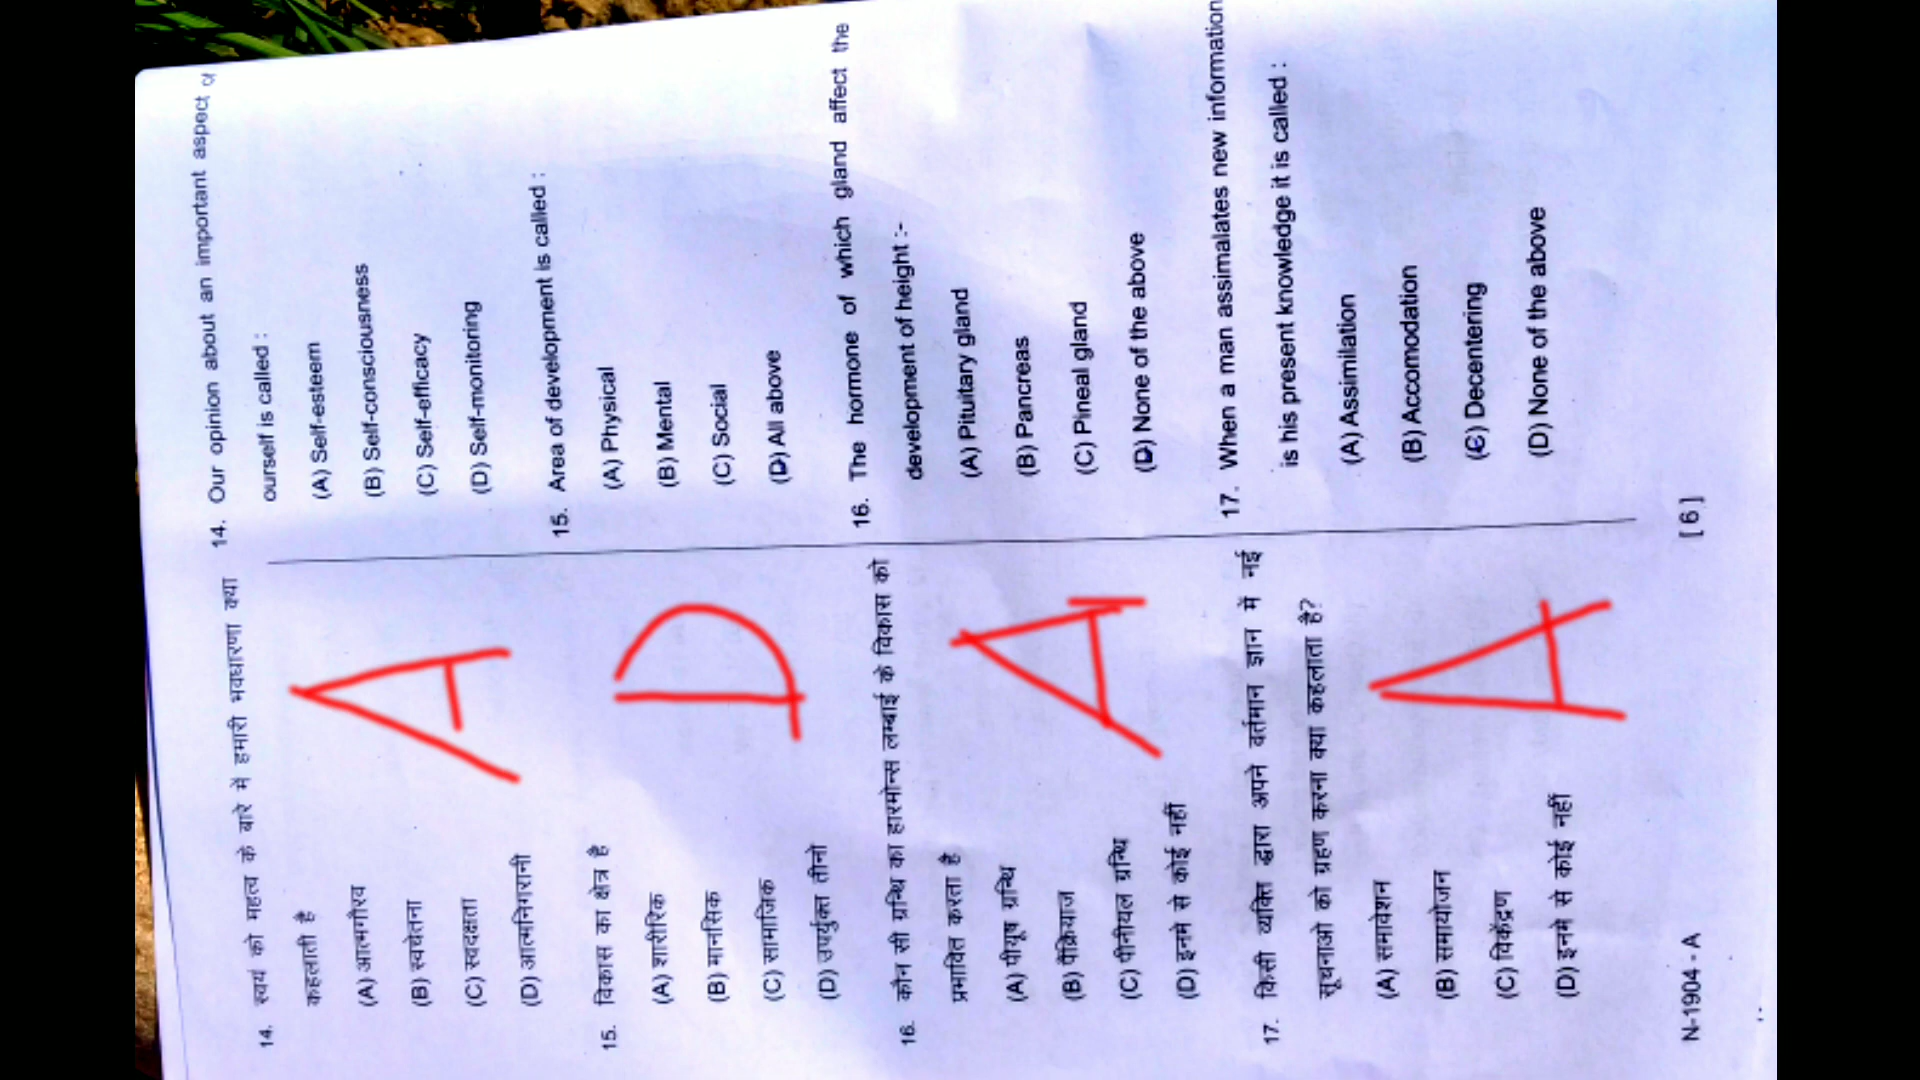 14. स्वयं को महत्व के बारे में हमारी भवधारणा क्या
कहलाती है
(A) आत्मगौरव
(B) स्वचेतना
(C) स्वदक्षता
(D) आत्मनिगरानी
A
15. विकास का क्षेत्र है
(A) शारीरिक
(B) मानसिक
(C) सामाजिक
(D) उपर्युक्त तीनो
D
16. कौन सी ग्रन्थि का हारमोन्स लम्बाई के विकास को
प्रभावित करता है
(A) पीयूष ग्रन्थि
(B) पैंक्रियाज
(C) पीनीयल ग्रन्थि
(D) इनमे से कोई नहीं
A
17. किसी व्यक्ति द्वारा अपने वर्तमान ज्ञान में नई
सूचनाओ को ग्रहण करना क्या कहलाता है?
(A) समावेशन
(B) समायोजन
(C) विकेंद्रण
(D) इनमे से कोई नहीं
A
N-1904 - A
14. Our opinion about an important aspect of
ourself is called :
(A) Self-esteem
(B) Self-consciousness
(C) Self-efficacy
(D) Self-monitoring
15. Area of development is called :
(A) Physical
(B) Mental
(C) Social
(D) All above
16. The hormone of which gland affect the
development of height :-
(A) Pituitary gland
(B) Pancreas
(C) Pineal gland
(D) None of the above
17. When a man assimalates new information
is his present knowledge it is called :
(A) Assimilation
(B) Accomodation
(C) Decentering
(D) None of the above
[ 6 ]